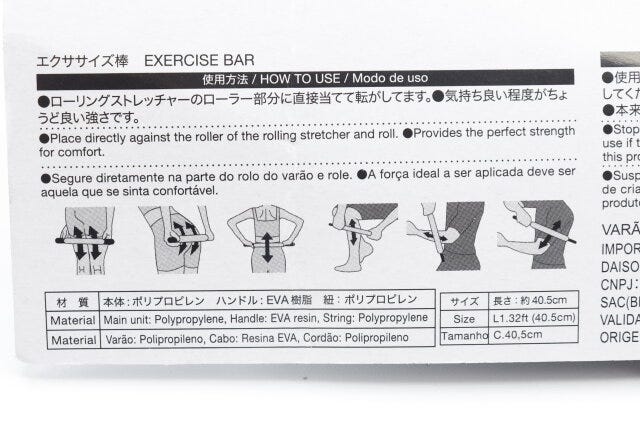 エクササイズ棒 EXERCISE BAR
使用方法 / HOW TO USE / Modo de uso
●ローリングストレッチャーのローラー部分に直接当てて転がしてます。●気持ち良い程度がちょ
うど良い強さです。
●Place directly against the roller of the rolling stretcher and roll. ●Provides the perfect strength
for comfort.
●Segure diretamente na parte do rolo do varão e role. ●A força ideal a ser aplicada deve ser
aquela que se sinta confortável.
材 質 本体:ポリプロピレン ハンドル:EVA樹脂 紐:ポリプロピレン
Material Main unit: Polypropylene, Handle: EVA resin, String: Polypropylene
Material Varão: Polipropileno, Cabo: Resina EVA, Cordão: Polipropileno
サイズ 長さ:約 40.5cm
Size L1.32ft (40.5cm)
Tamanho C.40,5cm
●使用
してくだ
●本来
●Stop
use if t
this pro
●Susp
de cria
produto
VARÃO
IMPOR
DAISO
CNPJ:
SAC(B
VALIDA
ORIGE